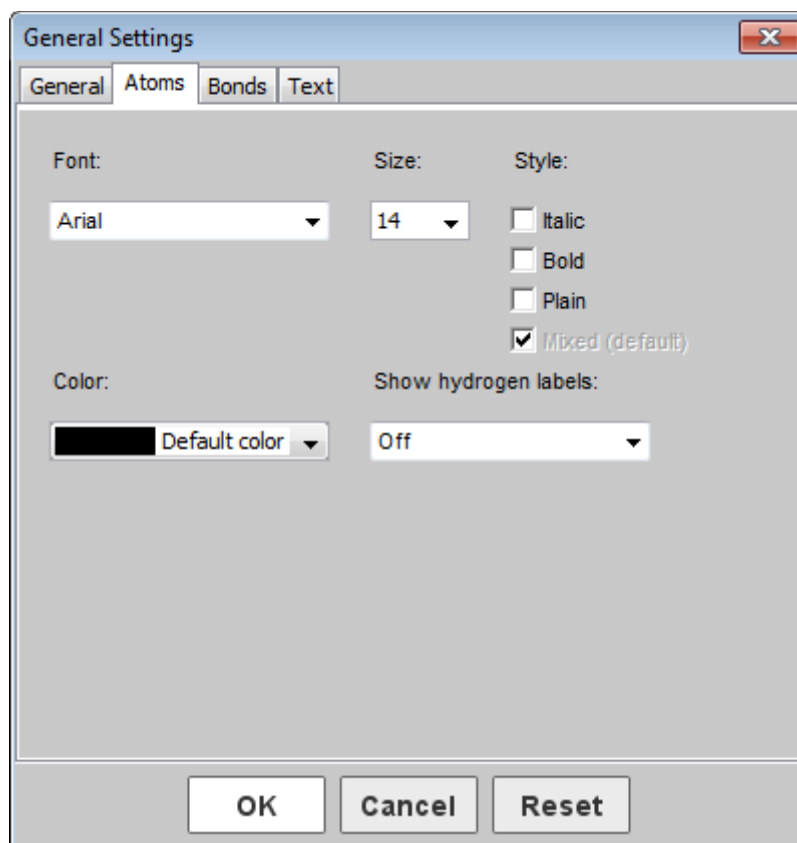 General Settings
General Atoms Bonds Text
Font: Size: Style:
Arial 14 Italic
Bold
Plain
Mixed (default)
Color: Show hydrogen labels:
Default color Off
OK Cancel Reset